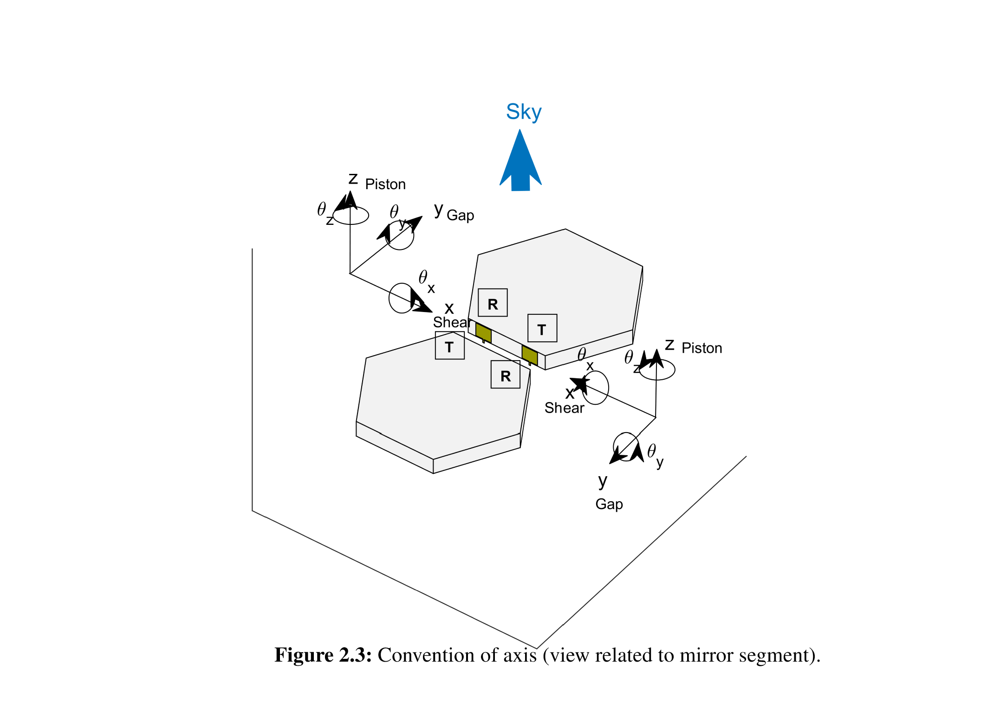 Sky
z Piston
θz
θy
y Gap
θx
x
Shear
R
T
T
R
z Piston
θz
θx
x
Shear
θy
y
Gap
Figure 2.3: Convention of axis (view related to mirror segment).